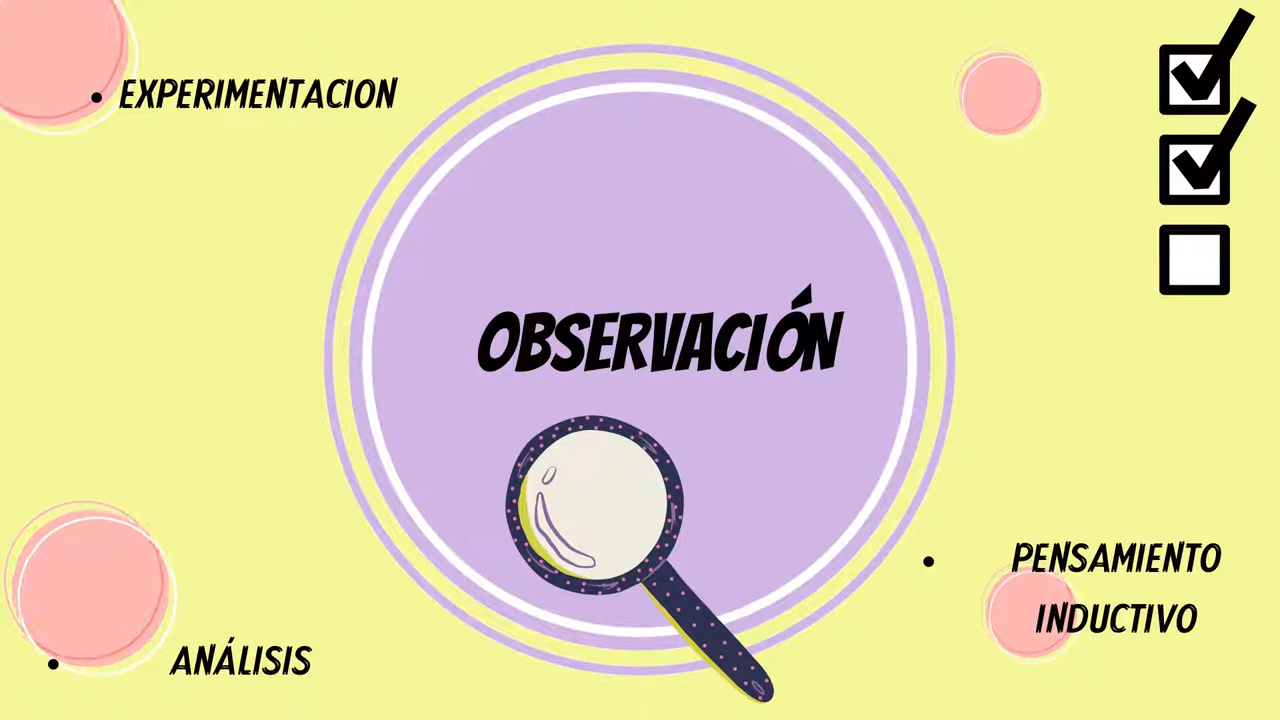 • EXPERIMENTACION
OBSERVACIÓN
• PENSAMIENTO
INDUCTIVO
• ANÁLISIS